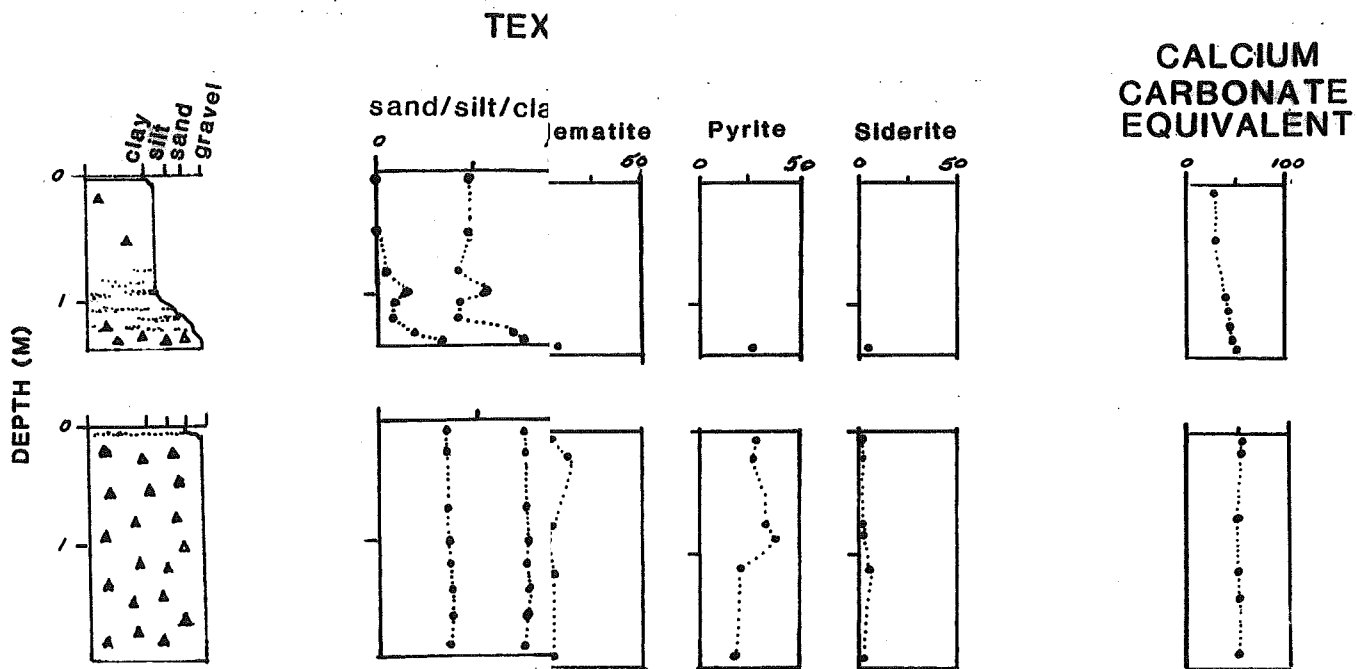 TEX
CALCIUM
CARBONATE
EQUIVALENT
sand/silt/cla
ematite
Pyrite
Siderite
clay
silt
sand
gravel
0
50
0 50
0 50
0 100
0
1
DEPTH (M)
0
1